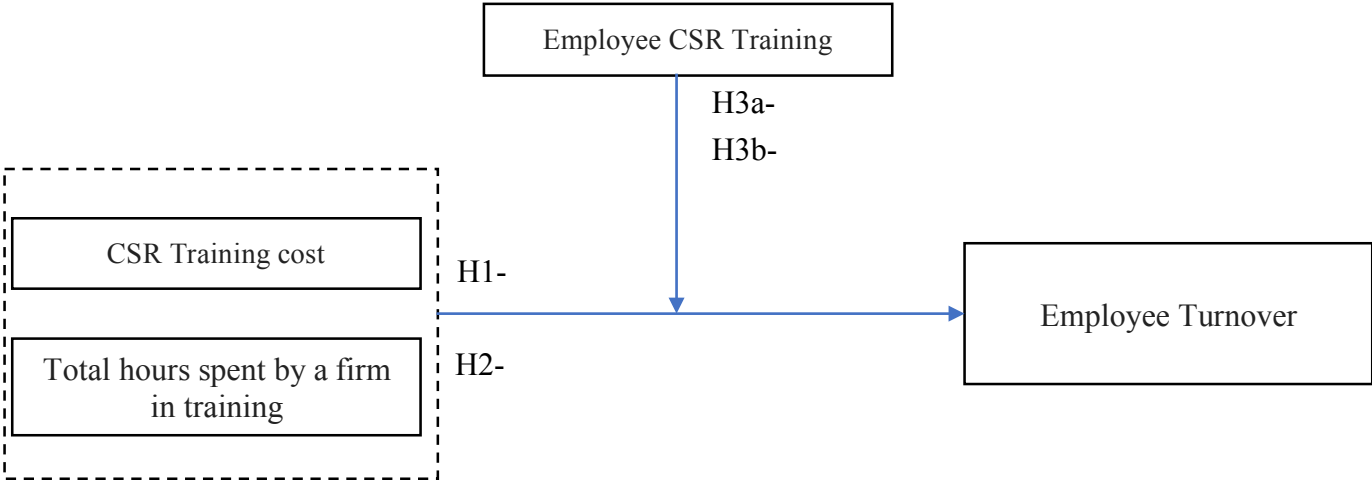 Employee CSR Training
H3a-
H3b-
CSR Training cost
H1-
Employee Turnover
Total hours spent by a firm
in training
H2-